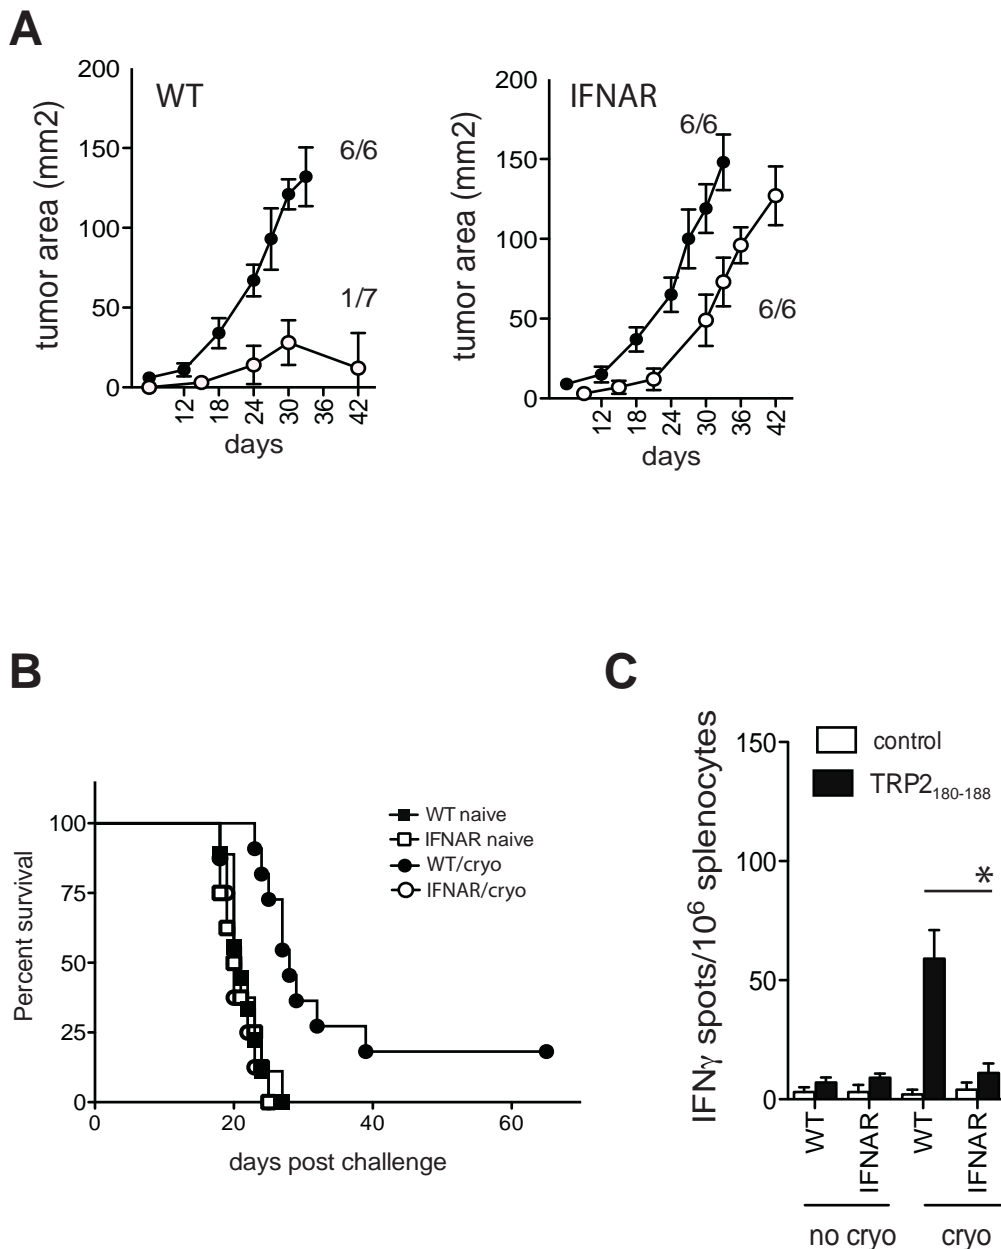 A
WT
tumor area (mm2)
200
150
100
50
0
6/6
1/7
12
18
24
30
36
42
days
IFNAR
tumor area (mm2)
200
150
100
50
0
6/6
6/6
12
18
24
30
36
42
days
B
Percent survival
100
75
50
25
0
0
20
40
60
days post challenge
WT naive
IFNAR naive
WT/cryo
IFNAR/cryo
C
IFNγ spots/10⁶ splenocytes
150
100
50
0
control
TRP2₁₈₀₋₁₈₈
*
WT
IFNAR
WT
IFNAR
no cryo
cryo